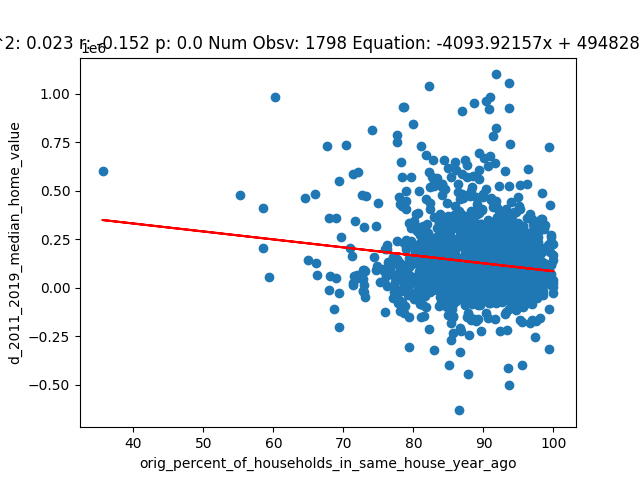 ^2: 0.023 r: -0.152 p: 0.0 Num Obsv: 1798 Equation: -4093.92157x + 494828
1e6
1.00
0.75
0.50
0.25
0.00
−0.25
−0.50
d_2011_2019_median_home_value
40 50 60 70 80 90 100
orig_percent_of_households_in_same_house_year_ago